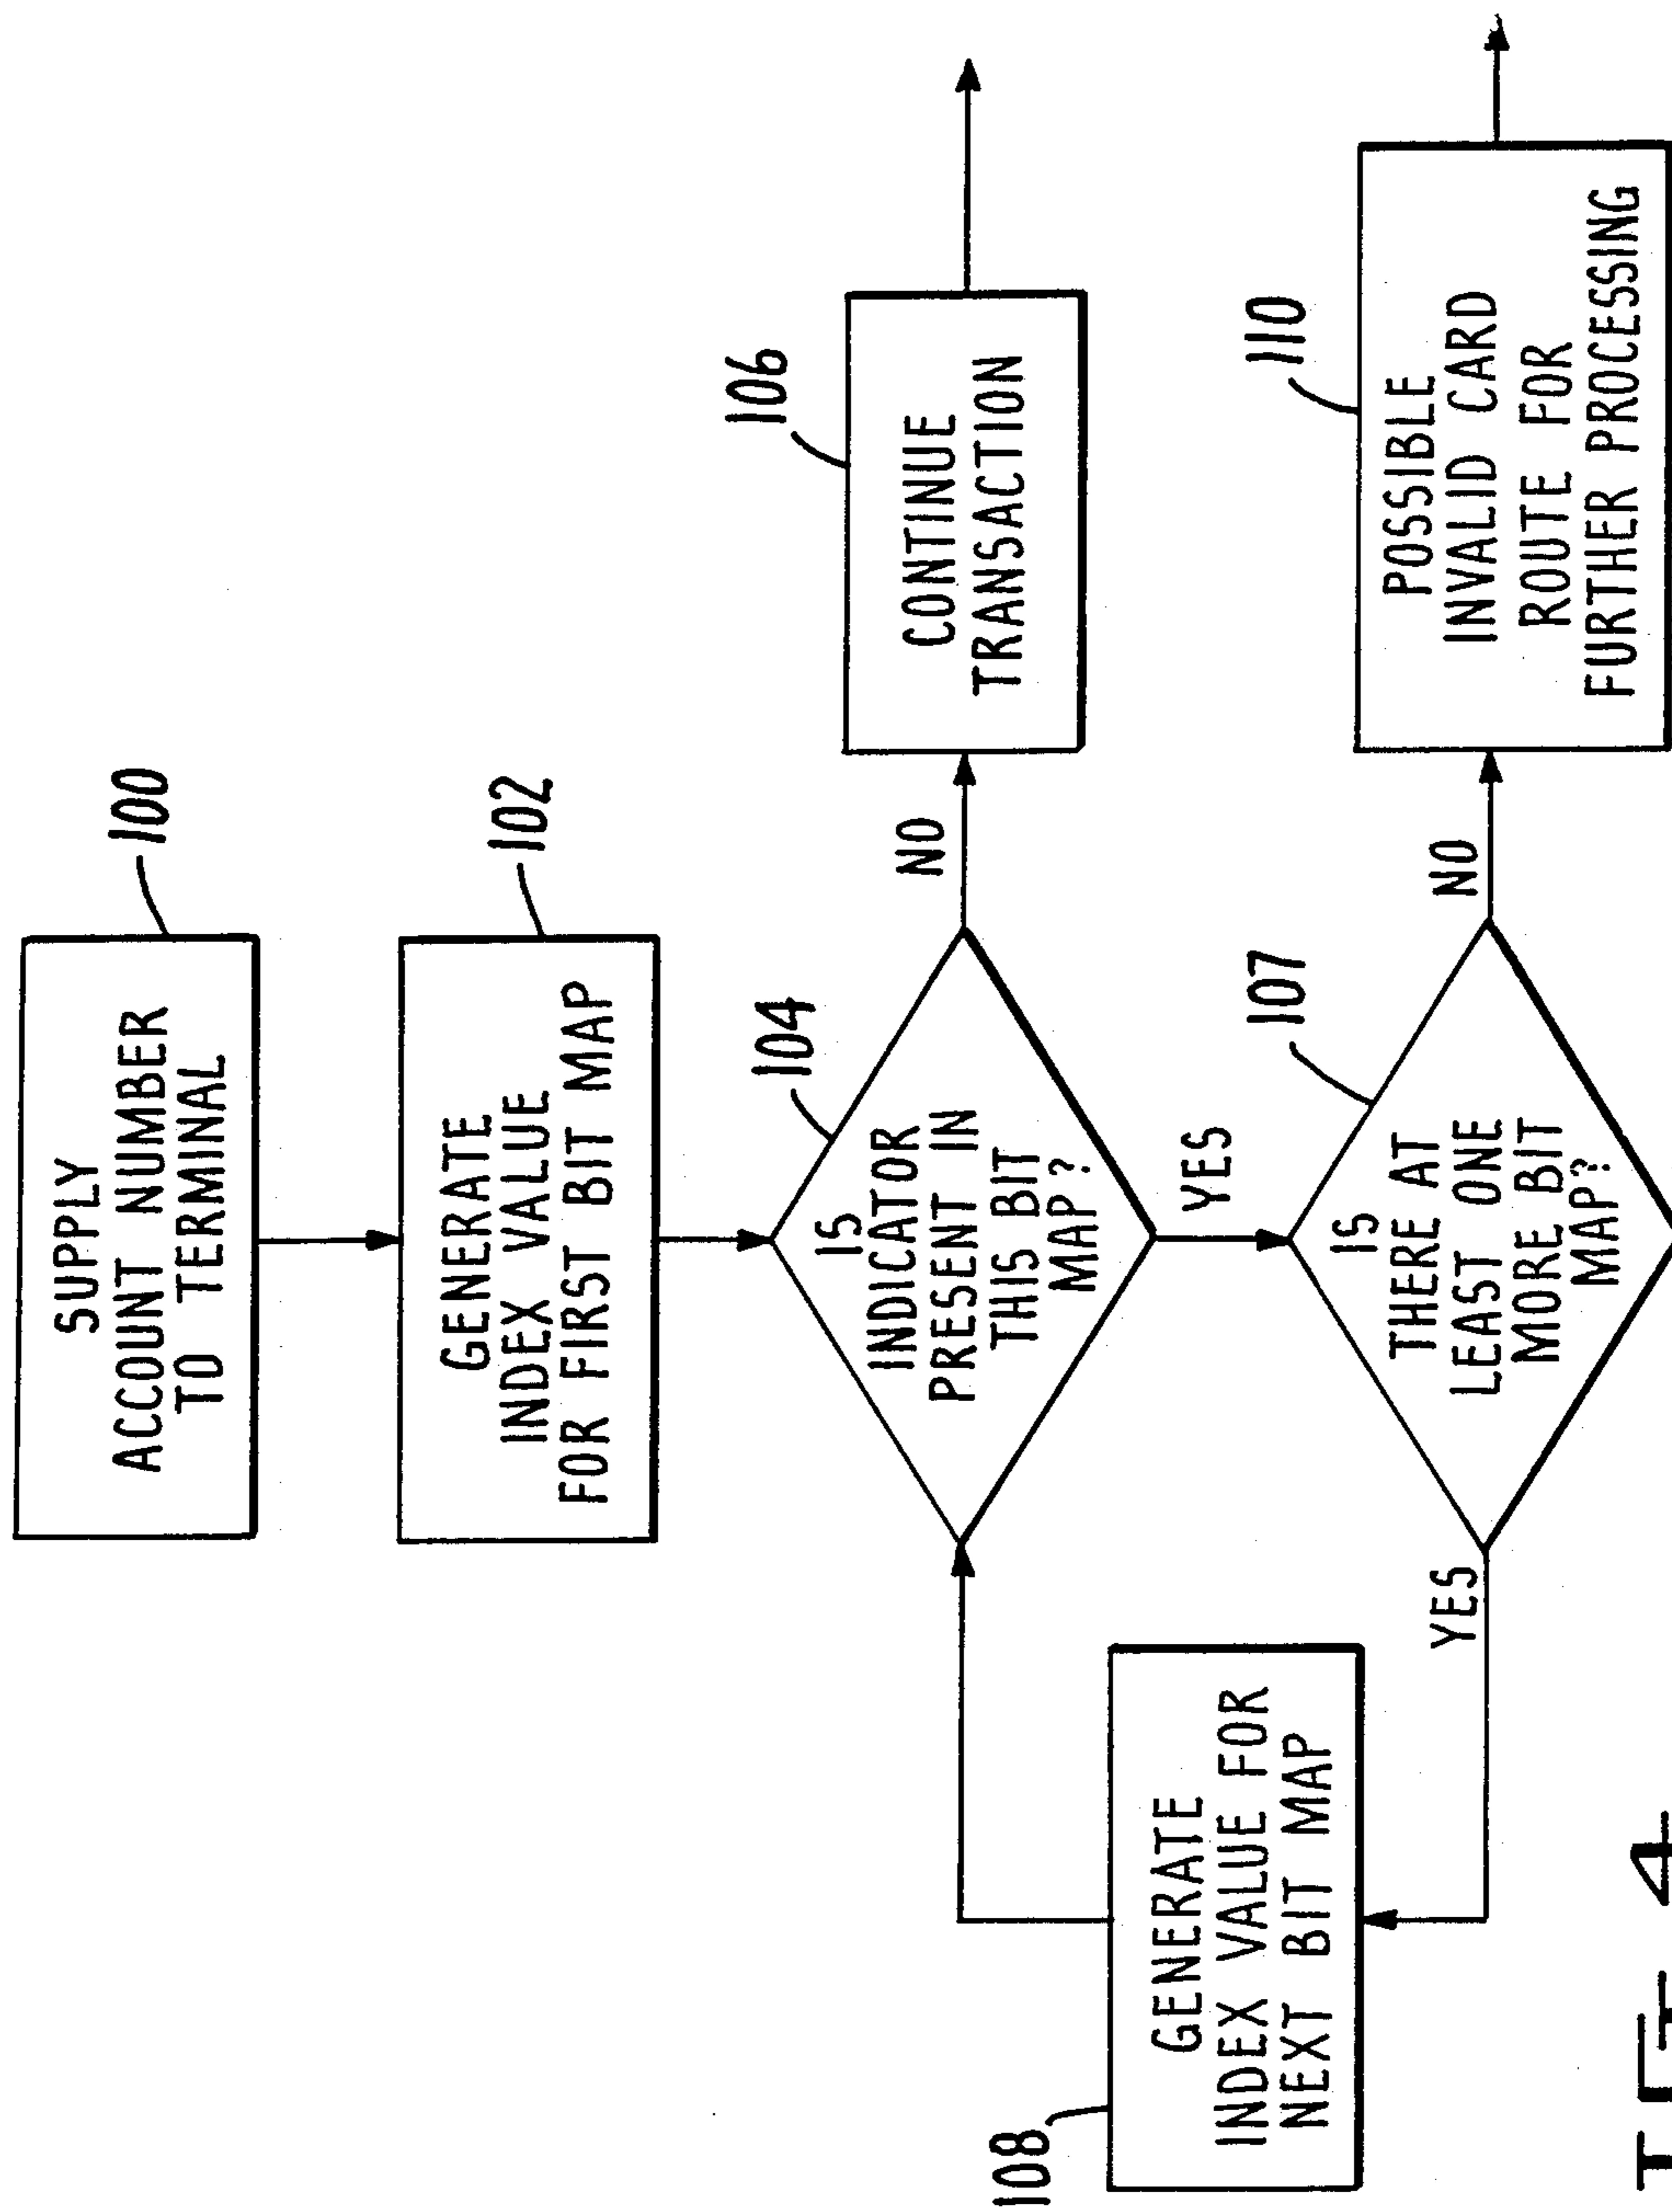 SUPPLY
ACCOUNT NUMBER
TO TERMINAL
100
GENERATE
INDEX VALUE
FOR FIRST BIT MAP
102
IS
INDICATOR
PRESENT IN
THIS BIT
MAP?
104
NO
CONTINUE
TRANSACTION
106
YES
IS
THERE AT
LEAST ONE
MORE BIT
MAP?
107
NO
POSSIBLE
INVALID CARD
ROUTE FOR
FURTHER PROCESSING
110
YES
GENERATE
INDEX VALUE FOR
NEXT BIT MAP
108